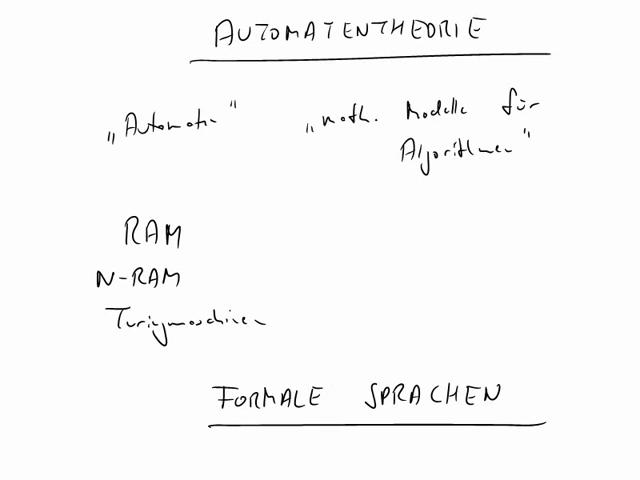 AUTOMATENTHEORIE
„Automaten" „math. Modelle für
Algorithmen"
RAM
N-RAM
Turingmaschinen
FORMALE SPRACHEN